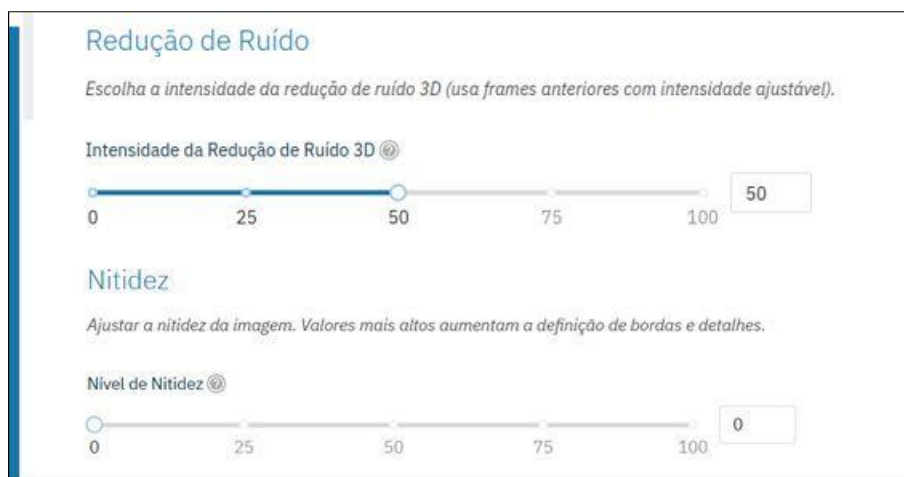 Redução de Ruído
Escolha a intensidade da redução de ruído 3D (usa frames anteriores com intensidade ajustável).
Intensidade da Redução de Ruído 3D
50
0 25 50 75 100
Nitidez
Ajustar a nitidez da imagem. Valores mais altos aumentam a definição de bordas e detalhes.
Nível de Nitidez
0
0 25 50 75 100